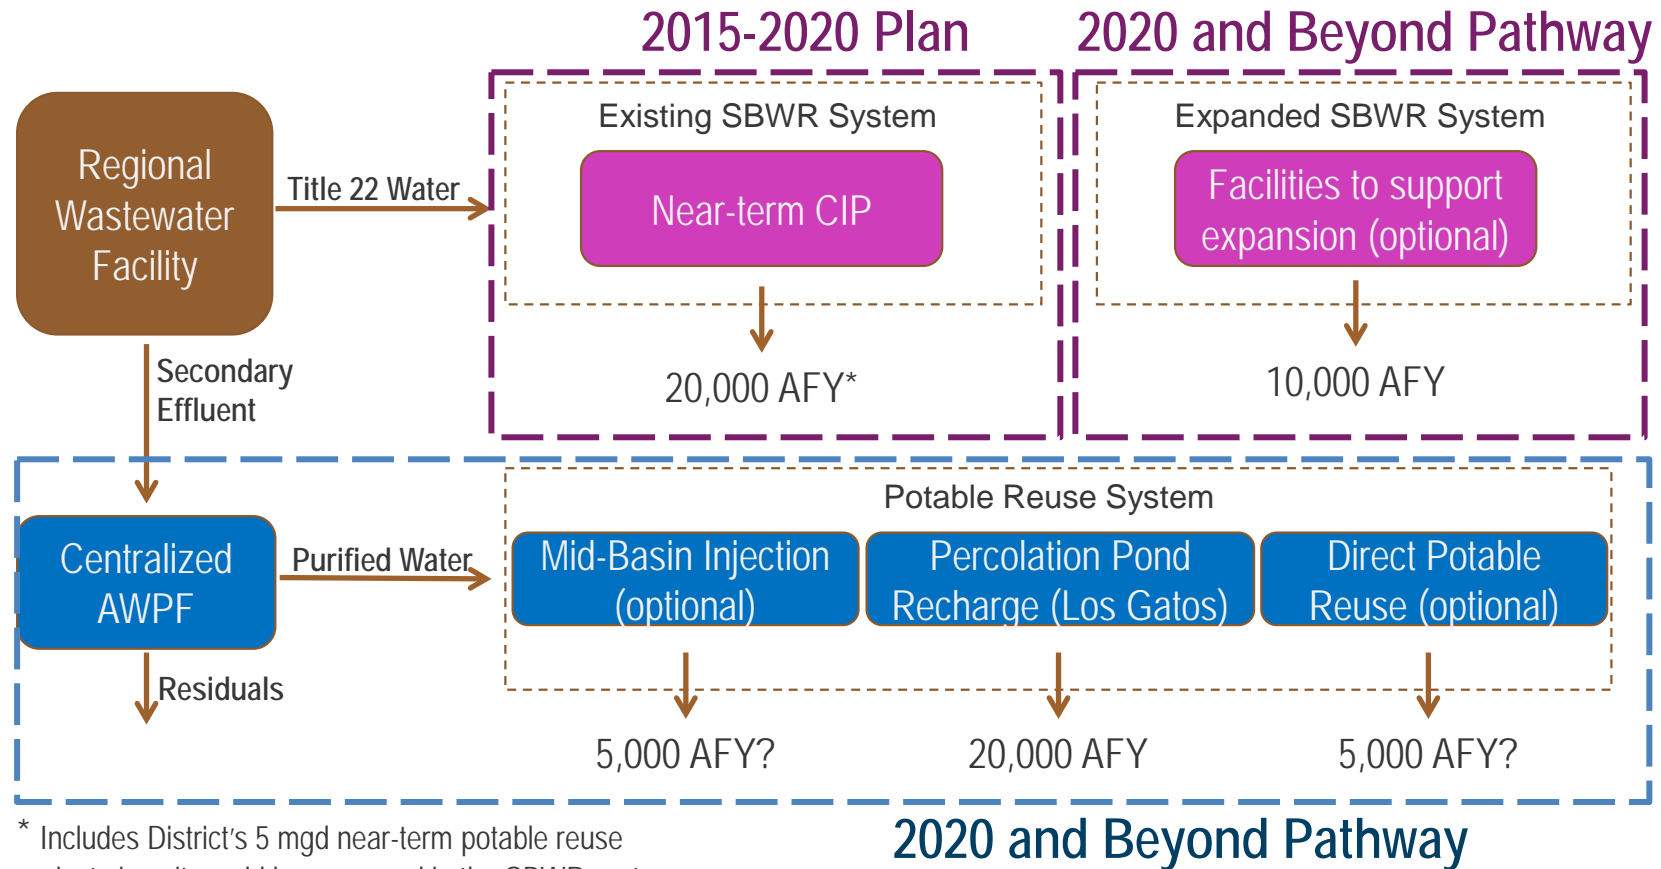 2015-2020 Plan
2020 and Beyond Pathway
Regional
Wastewater
Facility
Title 22 Water
Existing SBWR System
Near-term CIP
20,000 AFY*
Expanded SBWR System
Facilities to support
expansion (optional)
10,000 AFY
Secondary
Effluent
Centralized
AWPF
Purified Water
Residuals
Potable Reuse System
Mid-Basin Injection
(optional)
Percolation Pond
Recharge (Los Gatos)
Direct Potable
Reuse (optional)
5,000 AFY?
20,000 AFY
5,000 AFY?
2020 and Beyond Pathway
* Includes District's 5 mgd near-term potable reuse